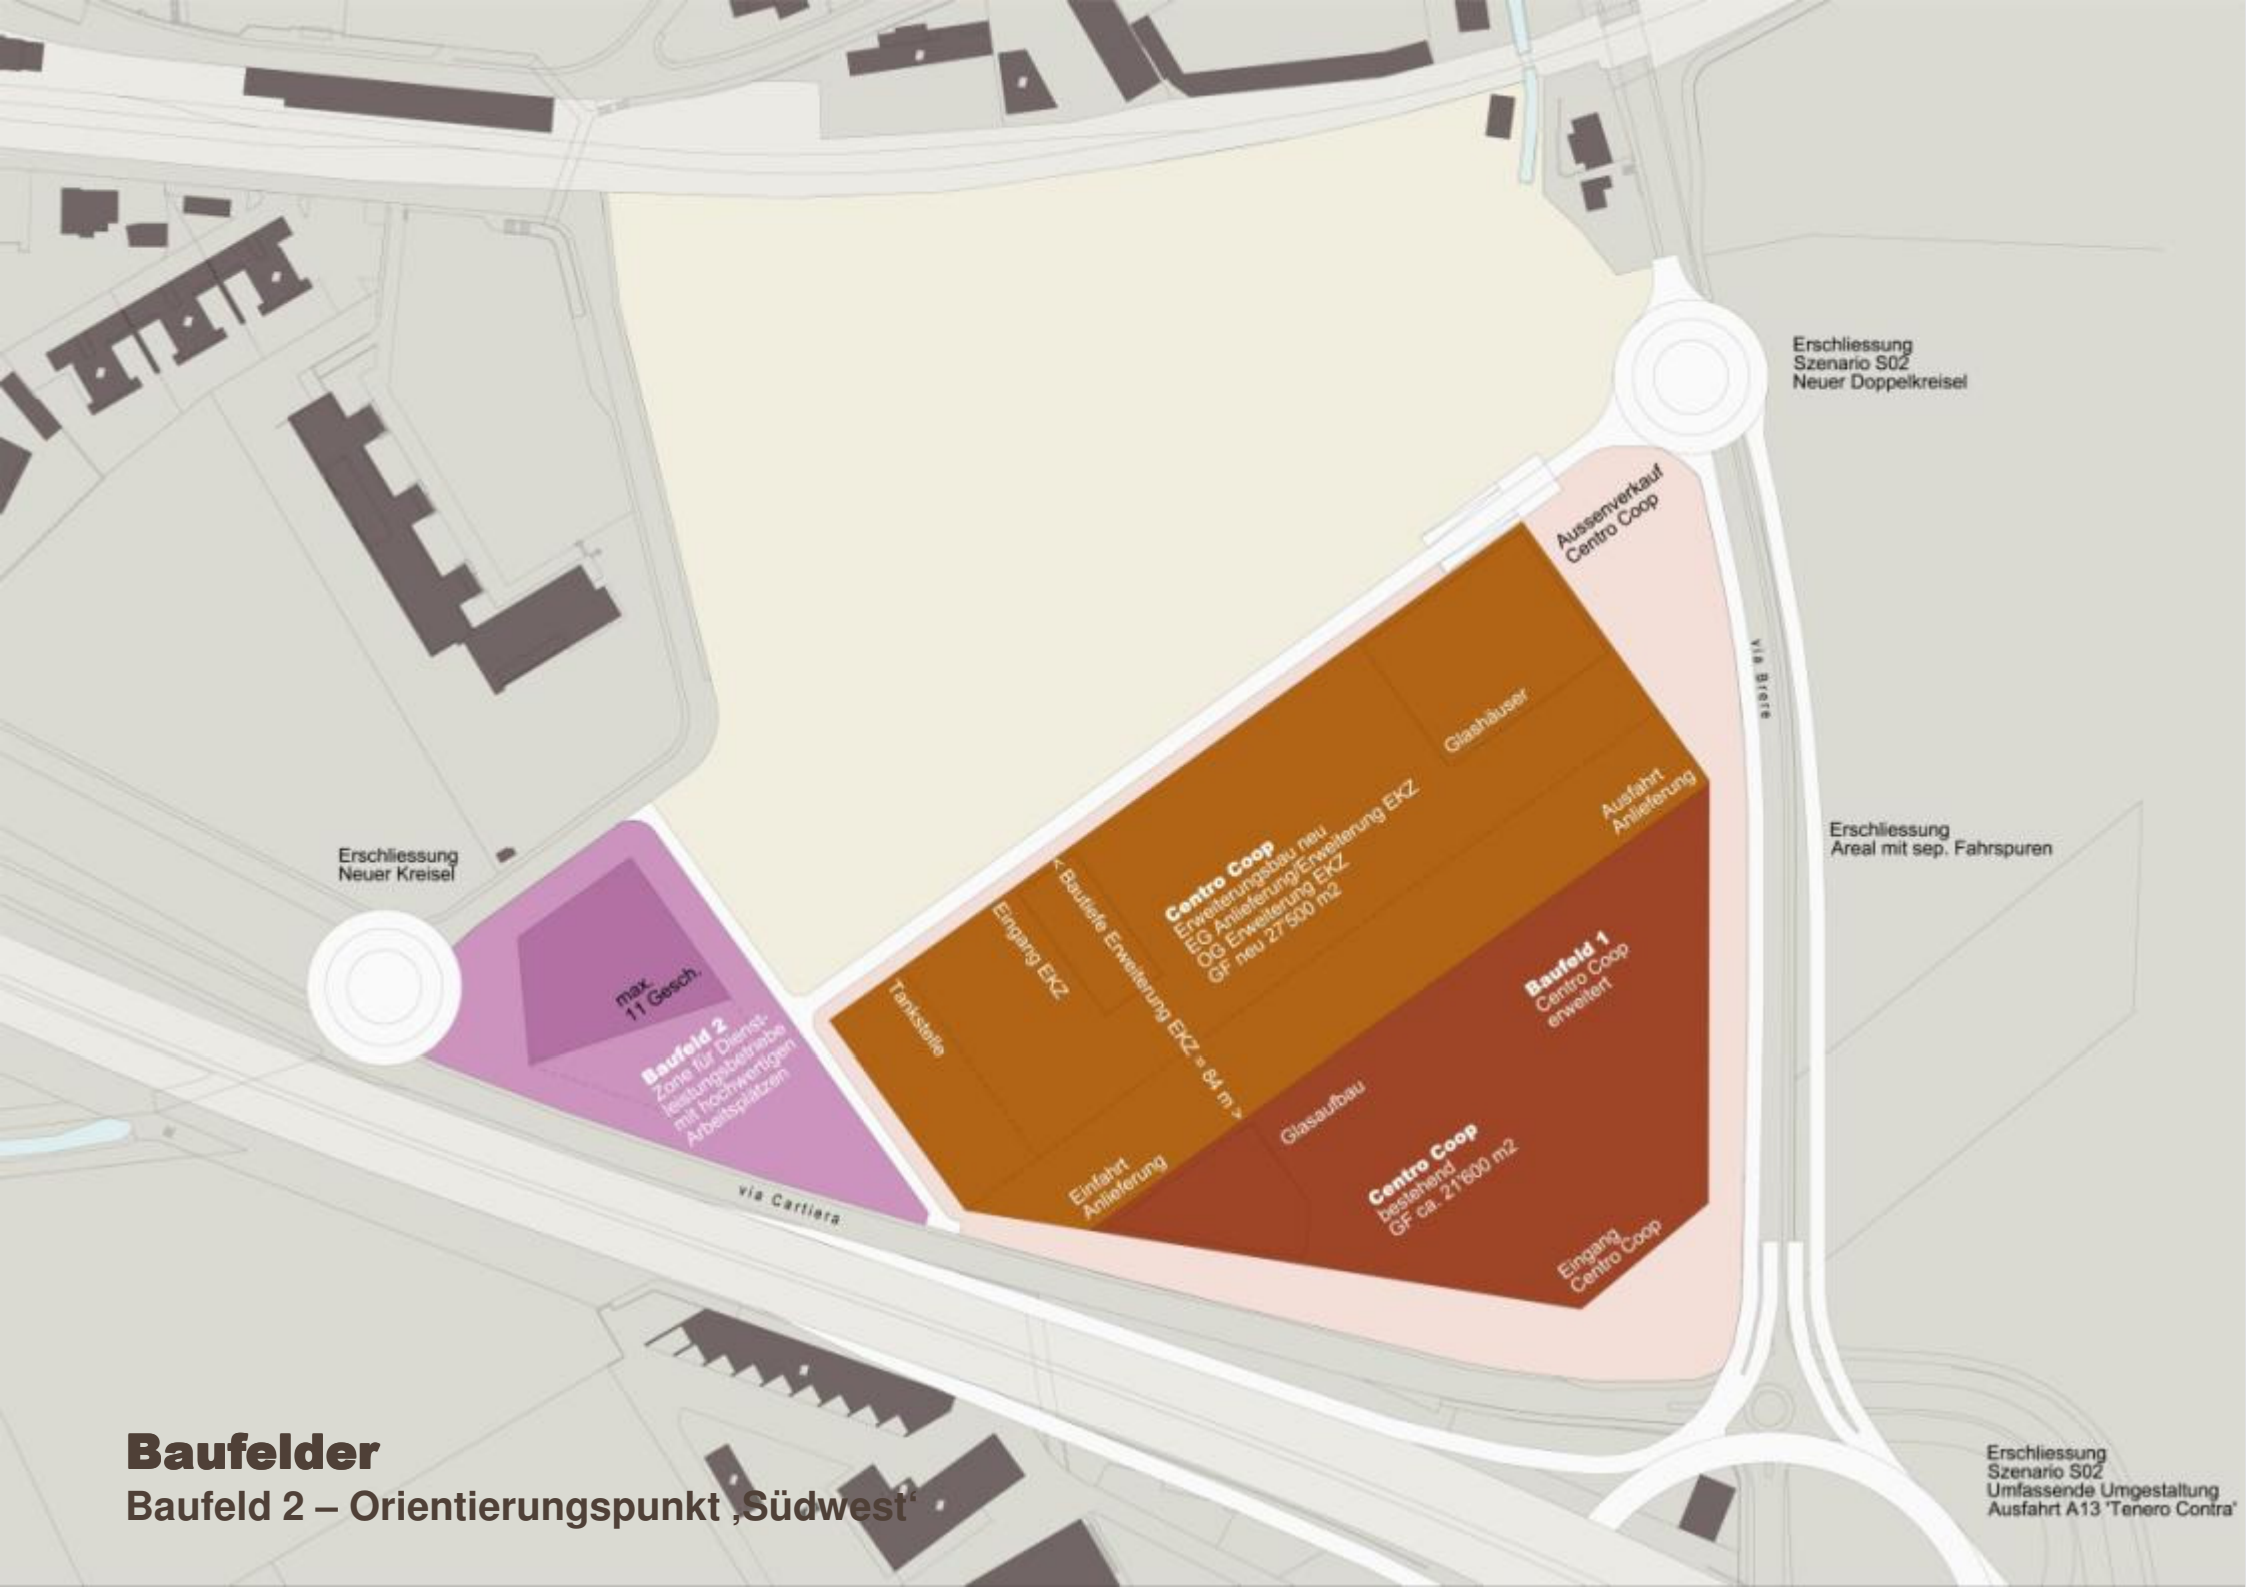 Erschliessung
Szenario S02
Neuer Doppelkreisel
Aussenverkauf
Centro Coop
via Brere
Glashäuser
Ausfahrt
Anlieferung
Erschliessung
Areal mit sep. Fahrspuren
Centro Coop
Erweiterungsbau neu
EG Anlieferung/Erweiterung EKZ
OG Erweiterung EKZ
GF neu 27'500 m2
< Bautiefe Erweiterung EKZ = 84 m >
Eingang EKZ
Tankstelle
Erschliessung
Neuer Kreisel
max.
11 Gesch.
Baufeld 2
Zone für Dienst-
leistungsbetriebe
mit hochwertigen
Arbeitsplätzen
Baufeld 1
Centro Coop
erweitert
Glasaufbau
Einfahrt
Anlieferung
Centro Coop
bestehend
GF ca. 21'600 m2
Eingang
Centro Coop
via Cartiera
Baufelder
Baufeld 2 – Orientierungspunkt ‚Südwest‘
Erschliessung
Szenario S02
Umfassende Umgestaltung
Ausfahrt A13 'Tenero Contra'